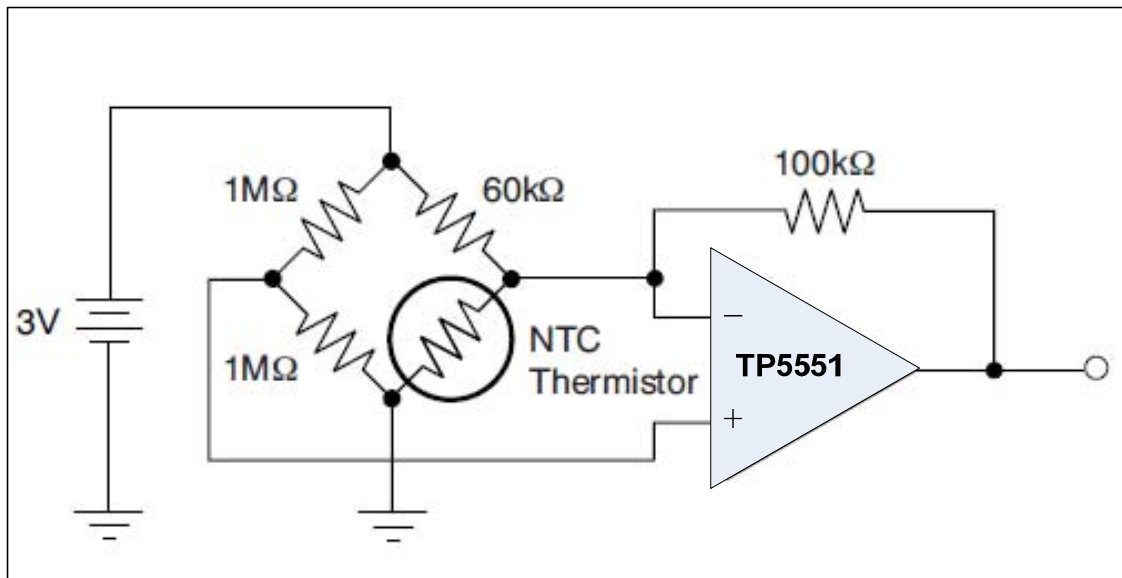 100kΩ
1MΩ
60kΩ
3V
−
NTC
Thermistor
1MΩ
TP5551
+